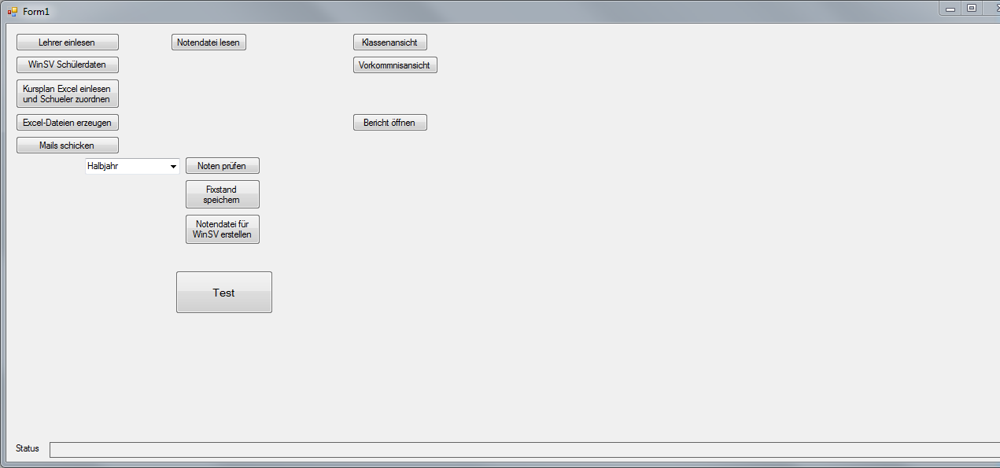 Form1
Lehrer einlesen
Notendatei lesen
Klassenansicht
WinSV Schülerdaten
Vorkommnisansicht
Kursplan Excel einlesen
und Schueler zuordnen
Excel-Dateien erzeugen
Bericht öffnen
Mails schicken
Halbjahr
Noten prüfen
Fixstand
speichern
Notendatei für
WinSV erstellen
Test
Status